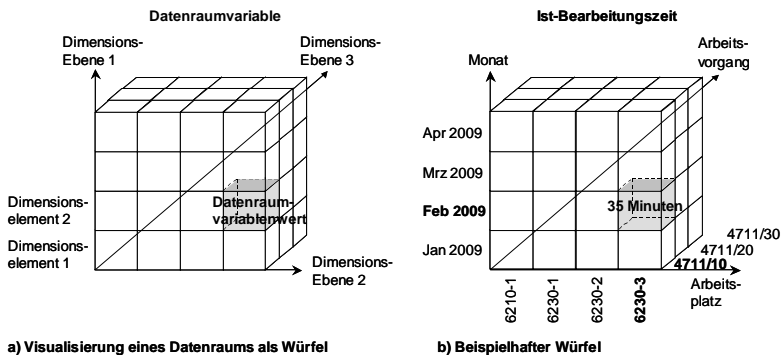 Datenraumvariable
Dimensions-
Ebene 1
Dimensions-
Ebene 3
Dimensions-
element 2
Datenraum-
variablenwert
Dimensions-
element 1
Dimensions-
Ebene 2
a) Visualisierung eines Datenraums als Würfel
Ist-Bearbeitungszeit
Monat
Arbeits-
vorgang
Apr 2009
Mrz 2009
Feb 2009
35 Minuten
Jan 2009
4711/30
4711/20
4711/10
Arbeits-
platz
6210-1
6230-1
6230-2
6230-3
b) Beispielhafter Würfel